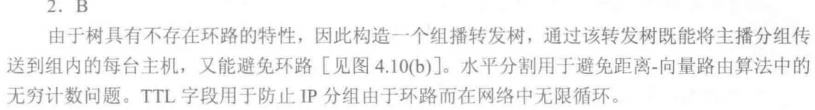 2．B
由于树具有不存在环路的特性，因此构造一个组播转发树，通过该转发树既能将主播分组传
送到组内的每台主机，又能避免环路［见图 4.10(b)］。水平分割用于避免距离-向量路由算法中的
无穷计数问题。TTL 字段用于防止 IP 分组由于环路而在网络中无限循环。